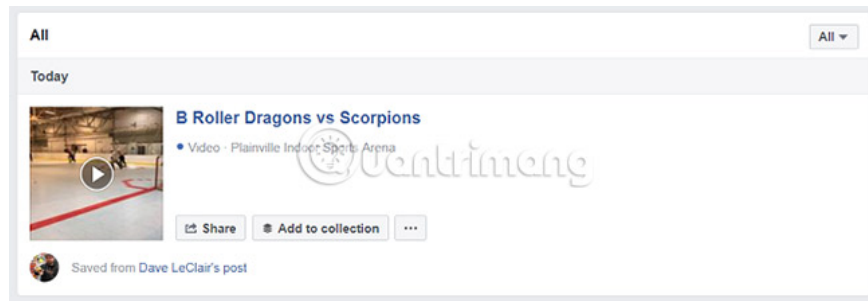 All
All
Today
B Roller Dragons vs Scorpions
Video · Plainville Indoor Sports Arena
Quantrimang
Share
Add to collection
Saved from Dave LeClair's post